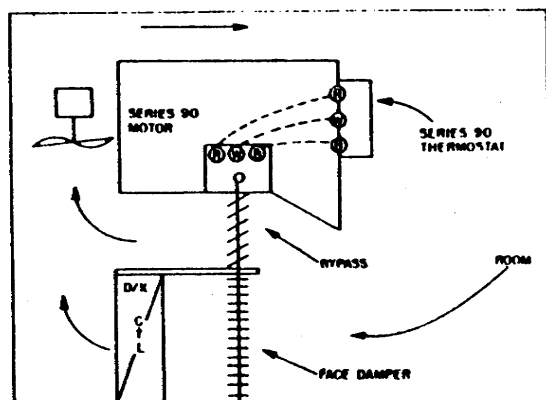 SERIES 90
MOTOR
R W B
R
W
SERIES 90
THERMOSTAT
BYPASS
ROOM
D/X
C
L
FACE DAMPER